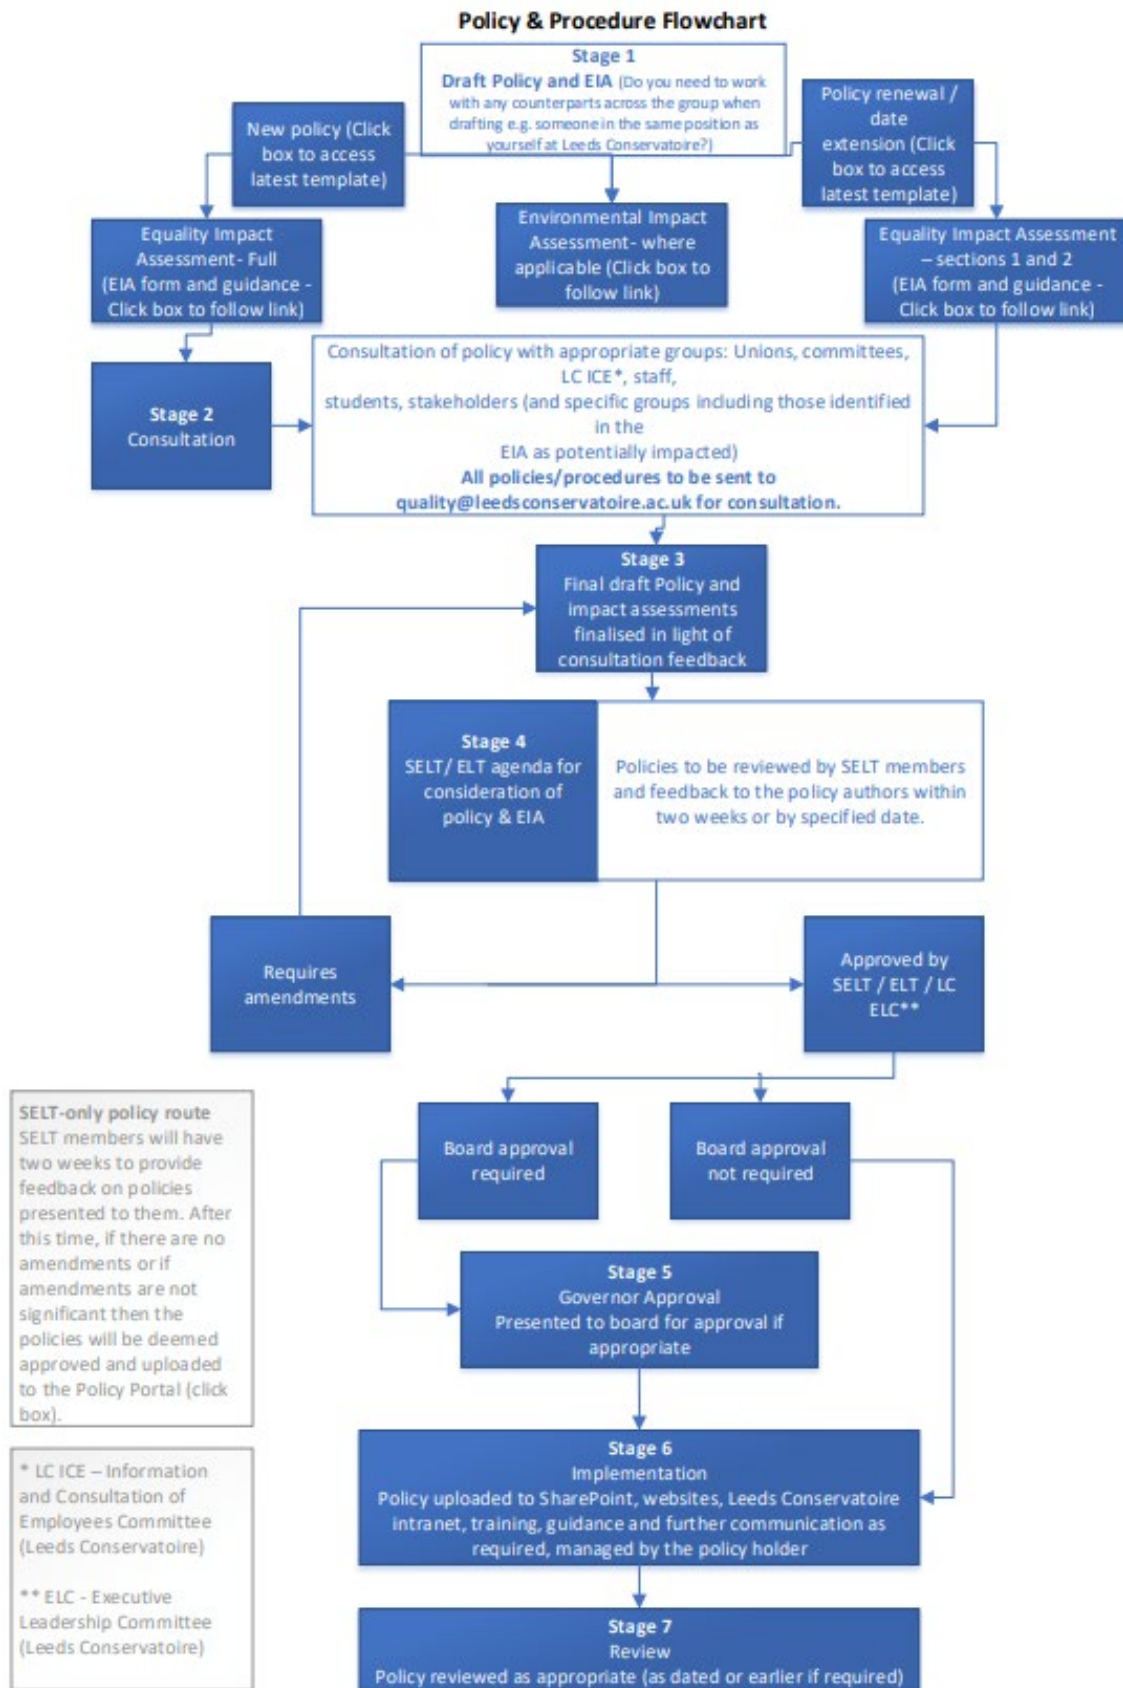 Policy & Procedure Flowchart
Stage 1
Draft Policy and EIA (Do you need to work
with any counterparts across the group when
drafting e.g. someone in the same position as
yourself at Leeds Conservatoire?)
New policy (Click
box to access
latest template)
Policy renewal /
date
extension (Click
box to access
latest template)
Equality Impact
Assessment- Full
(EIA form and guidance -
Click box to follow link)
Environmental Impact
Assessment- where
applicable (Click box to
follow link)
Equality Impact Assessment
– sections 1 and 2
(EIA form and guidance -
Click box to follow link)
Stage 2
Consultation
Consultation of policy with appropriate groups: Unions, committees,
LC ICE*, staff,
students, stakeholders (and specific groups including those identified
in the
EIA as potentially impacted)
All policies/procedures to be sent to
quality@leedsconservatoire.ac.uk for consultation.
Stage 3
Final draft Policy and
impact assessments
finalised in light of
consultation feedback
Stage 4
SELT/ ELT agenda for
consideration of
policy & EIA
Policies to be reviewed by SELT members
and feedback to the policy authors within
two weeks or by specified date.
Requires
amendments
Approved by
SELT / ELT / LC
ELC**
Board approval
required
Board approval
not required
Stage 5
Governor Approval
Presented to board for approval if
appropriate
Stage 6
Implementation
Policy uploaded to SharePoint, websites, Leeds Conservatoire
intranet, training, guidance and further communication as
required, managed by the policy holder
Stage 7
Review
Policy reviewed as appropriate (as dated or earlier if required)
SELT-only policy route
SELT members will have
two weeks to provide
feedback on policies
presented to them. After
this time, if there are no
amendments or if
amendments are not
significant then the
policies will be deemed
approved and uploaded
to the Policy Portal (click
box).
* LC ICE – Information
and Consultation of
Employees Committee
(Leeds Conservatoire)
** ELC - Executive
Leadership Committee
(Leeds Conservatoire)